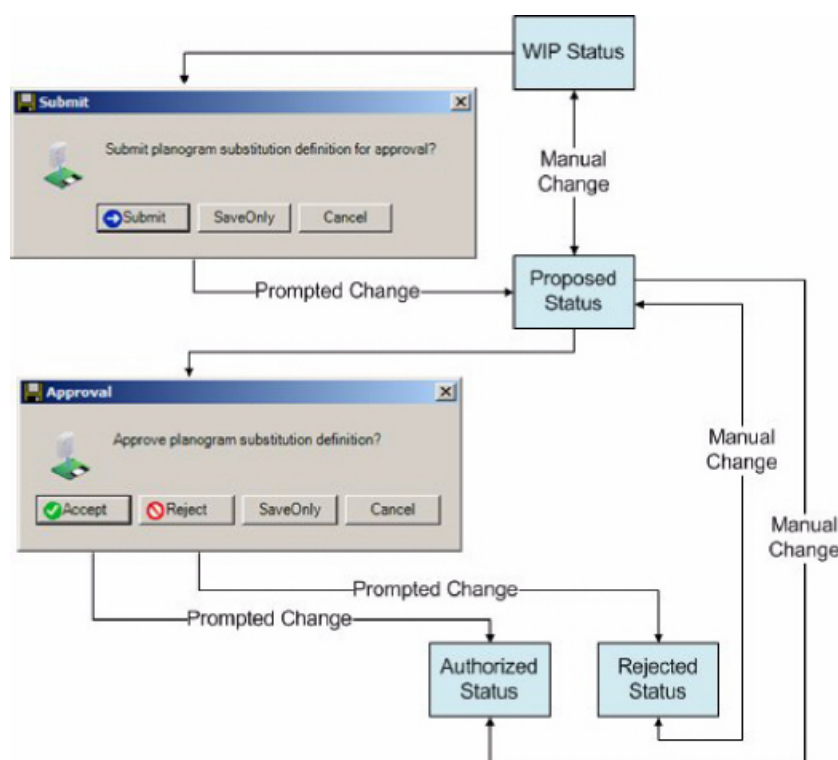 WIP Status
Submit
Submit planogram substitution definition for approval?
Submit
SaveOnly
Cancel
Manual
Change
Prompted Change
Proposed
Status
Approval
Approve planogram substitution definition?
Accept
Reject
SaveOnly
Cancel
Manual
Change
Manual
Change
Prompted Change
Prompted Change
Authorized
Status
Rejected
Status